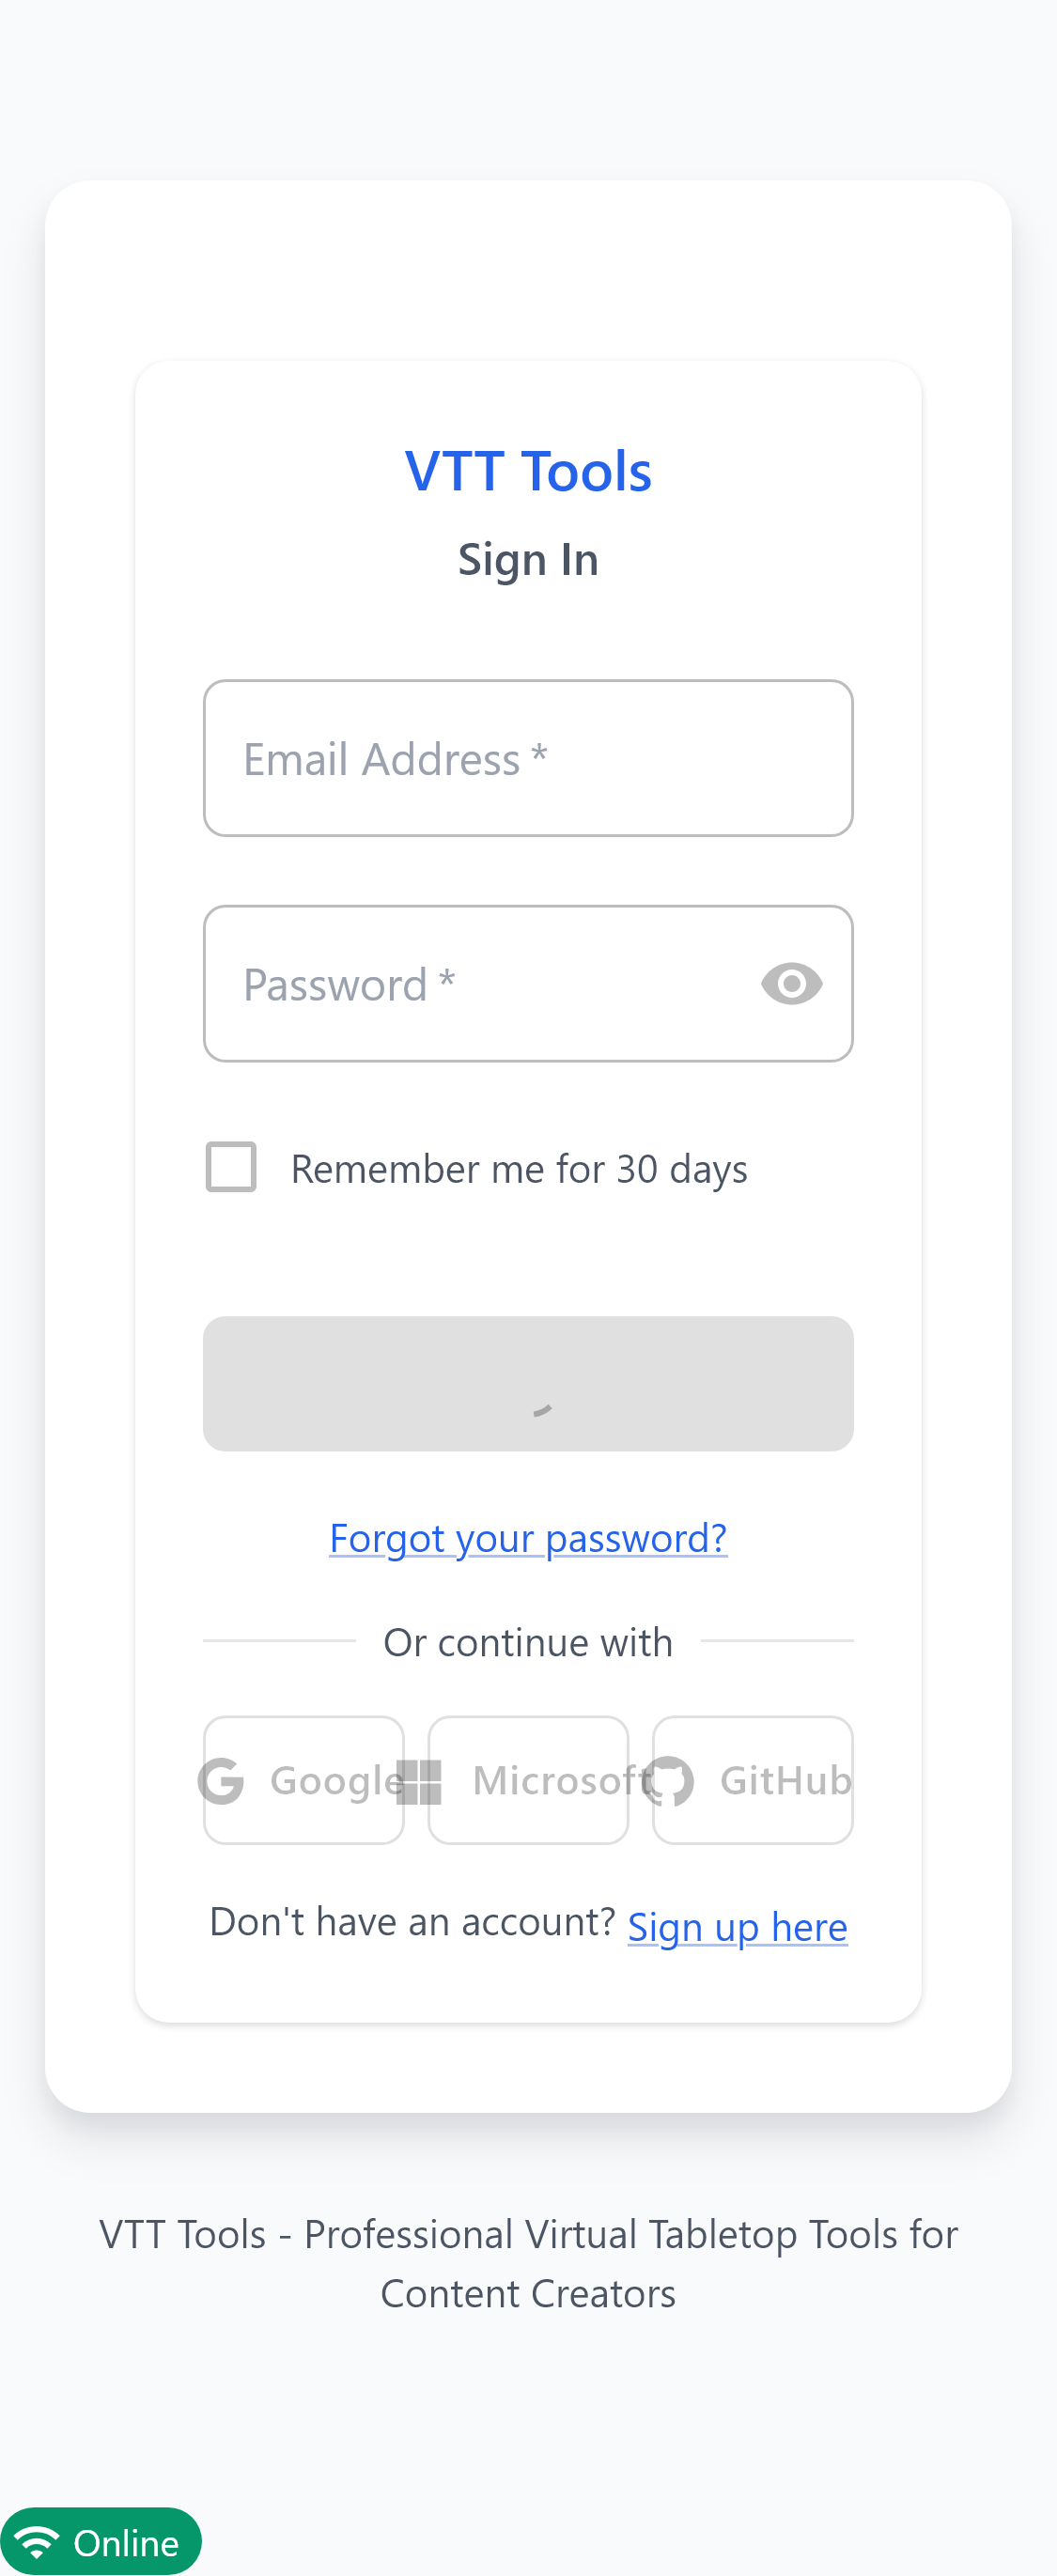 VTT Tools
Sign In
Email Address *
Password *
Remember me for 30 days
Forgot your password?
Or continue with
Google
Microsoft
GitHub
Don't have an account? Sign up here
VTT Tools - Professional Virtual Tabletop Tools for
Content Creators
Online